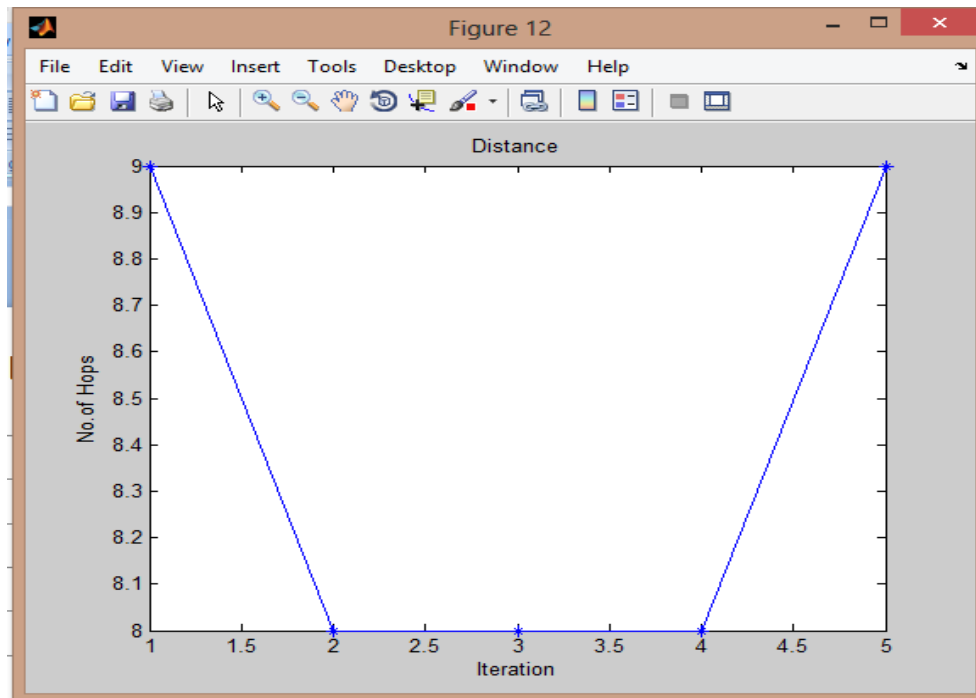 Figure 12
File Edit View Insert Tools Desktop Window Help
Distance
9
8.9
8.8
8.7
8.6
8.5
8.4
8.3
8.2
8.1
8
No.of Hops
1 1.5 2 2.5 3 3.5 4 4.5 5
Iteration